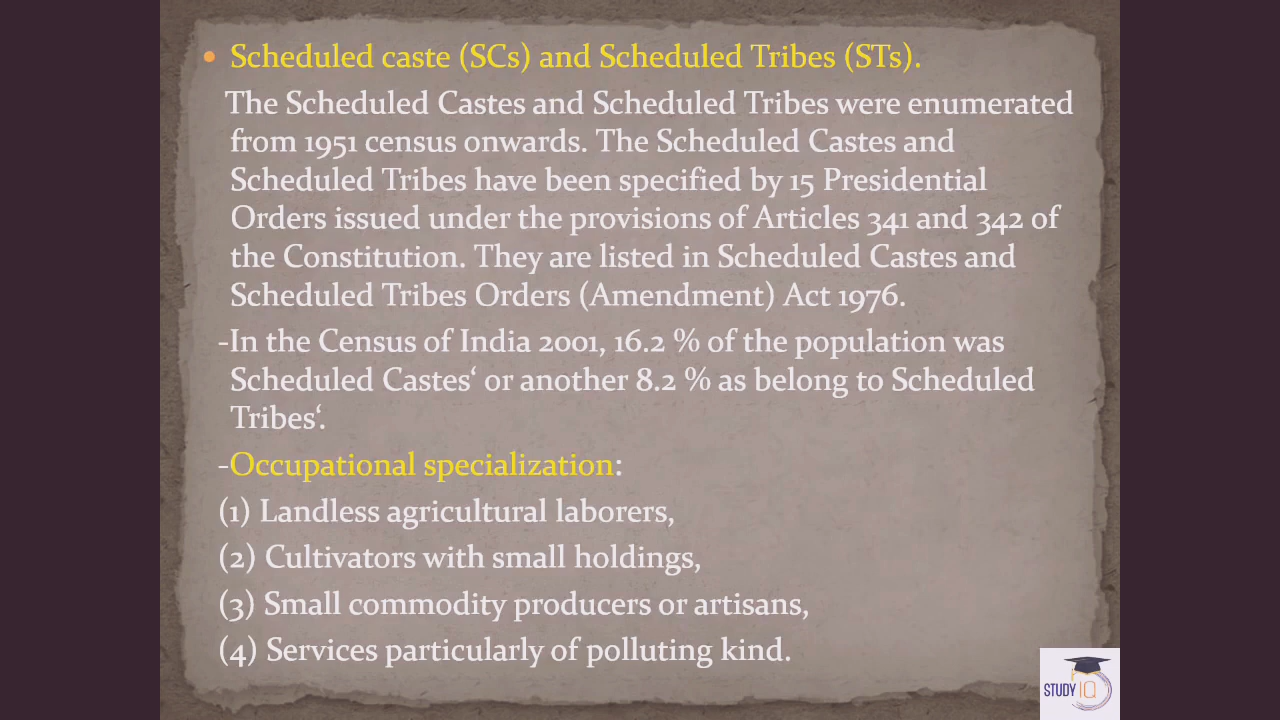 Scheduled caste (SCs) and Scheduled Tribes (STs).
The Scheduled Castes and Scheduled Tribes were enumerated
from 1951 census onwards. The Scheduled Castes and
Scheduled Tribes have been specified by 15 Presidential
Orders issued under the provisions of Articles 341 and 342 of
the Constitution. They are listed in Scheduled Castes and
Scheduled Tribes Orders (Amendment) Act 1976.
-In the Census of India 2001, 16.2 % of the population was
Scheduled Castes‘ or another 8.2 % as belong to Scheduled
Tribes‘.
-Occupational specialization:
(1) Landless agricultural laborers,
(2) Cultivators with small holdings,
(3) Small commodity producers or artisans,
(4) Services particularly of polluting kind.
STUDY IQ